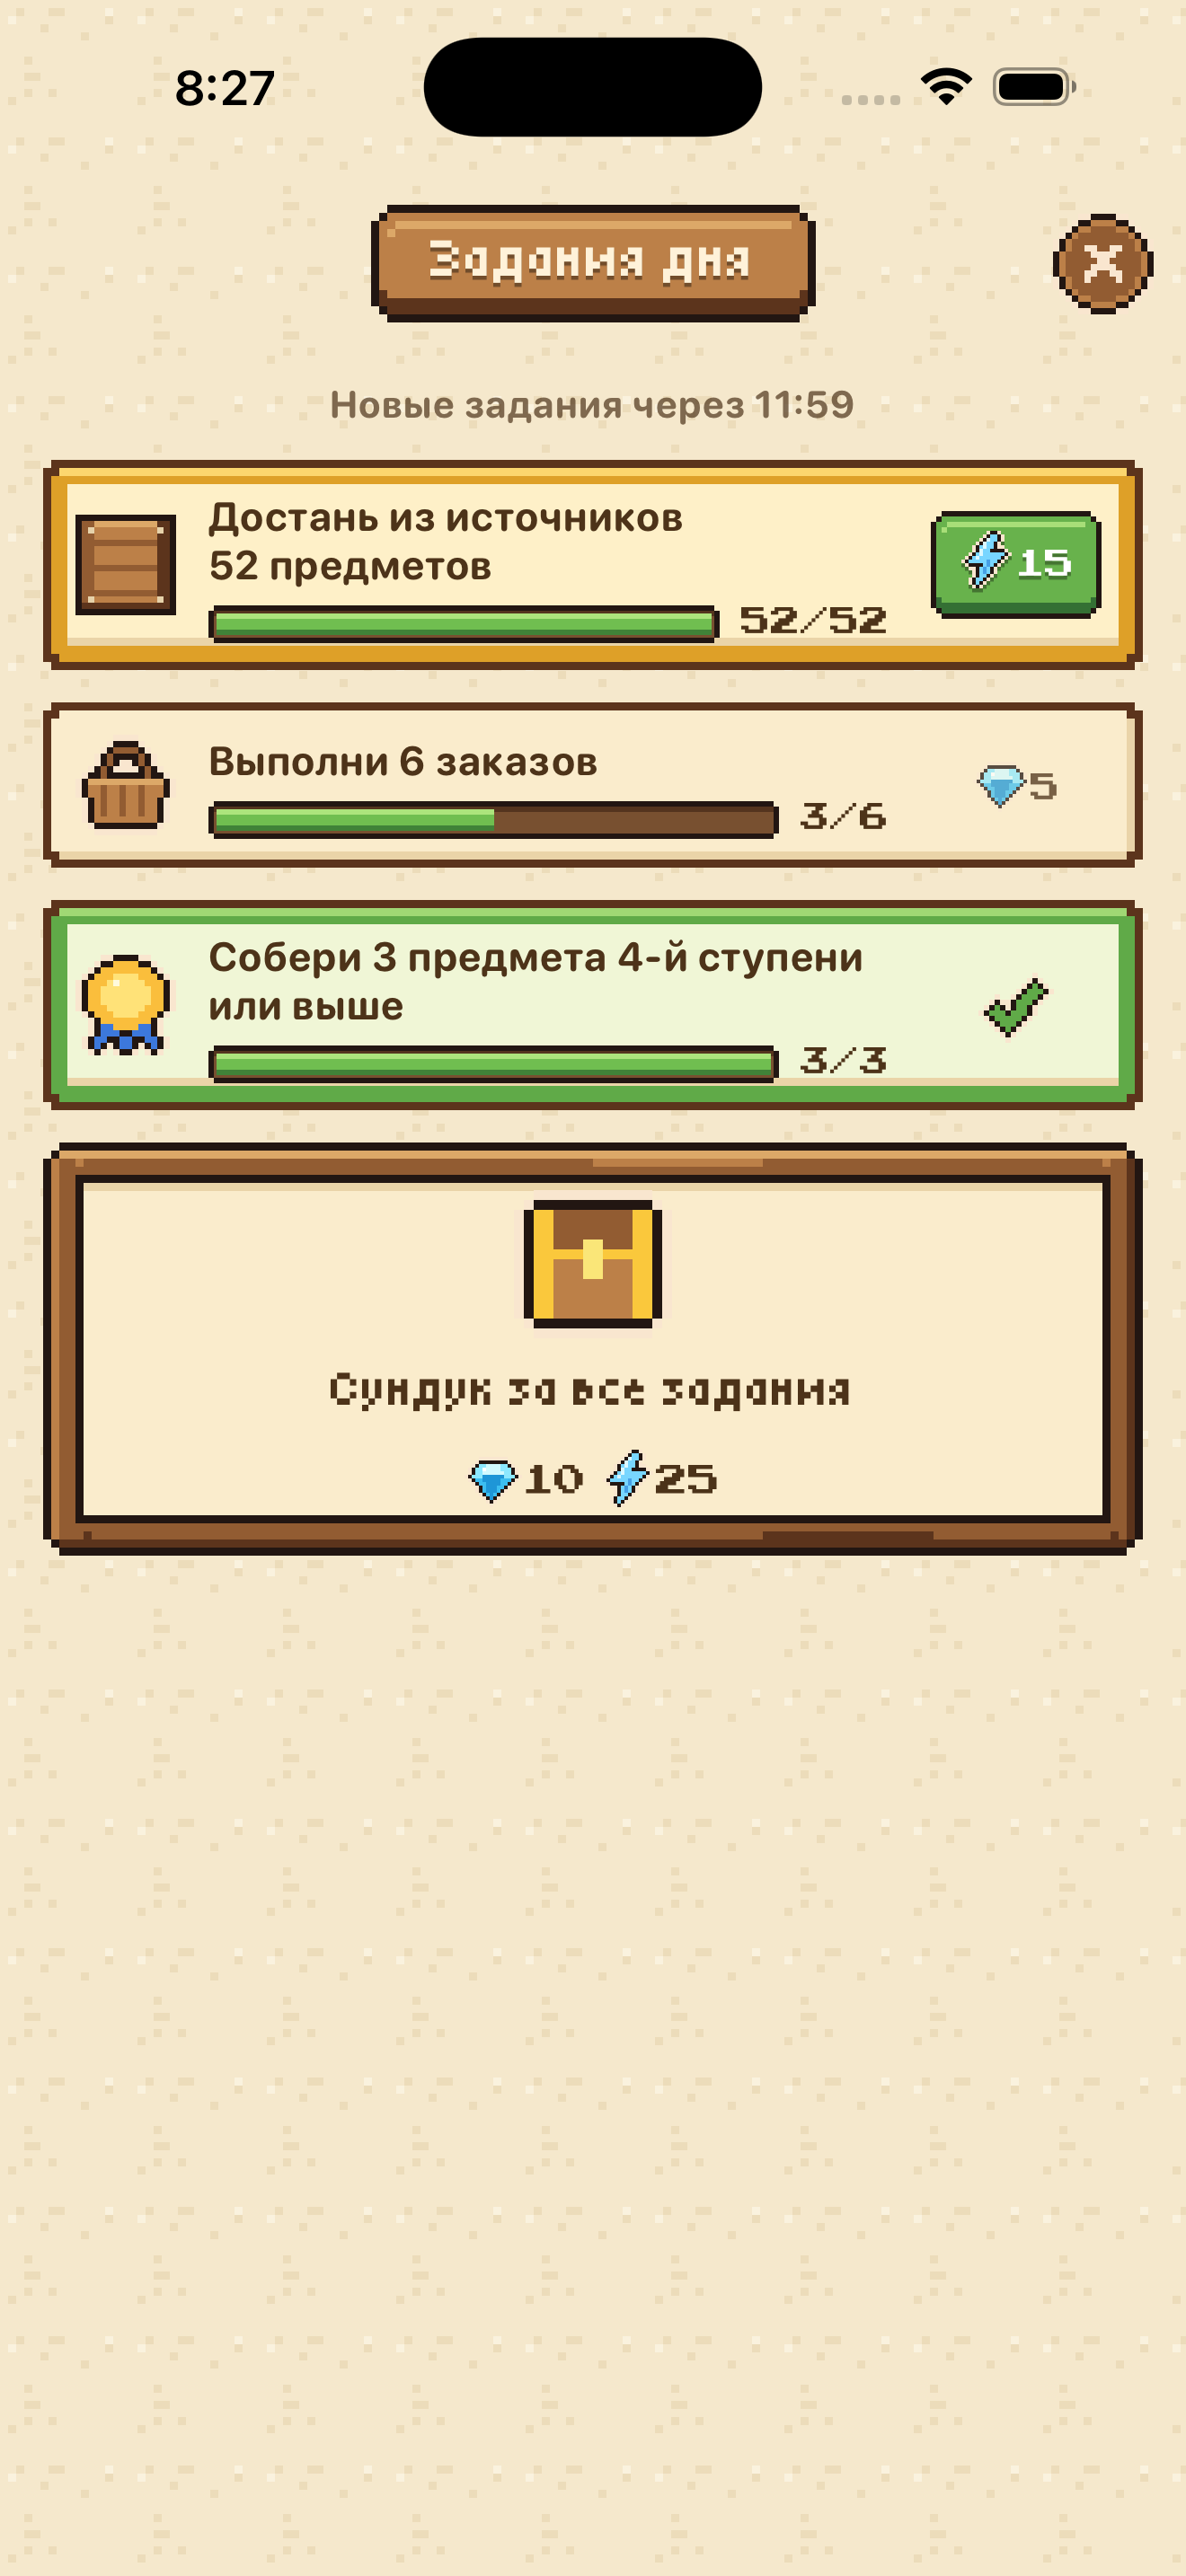 8:27
Задания дня
Новые задания через 11:59
Достань из источников
52 предметов
52/52
15
Выполни 6 заказов
3/6
5
Собери 3 предмета 4-й ступени
или выше
3/3
Сундук за все задания
10 25